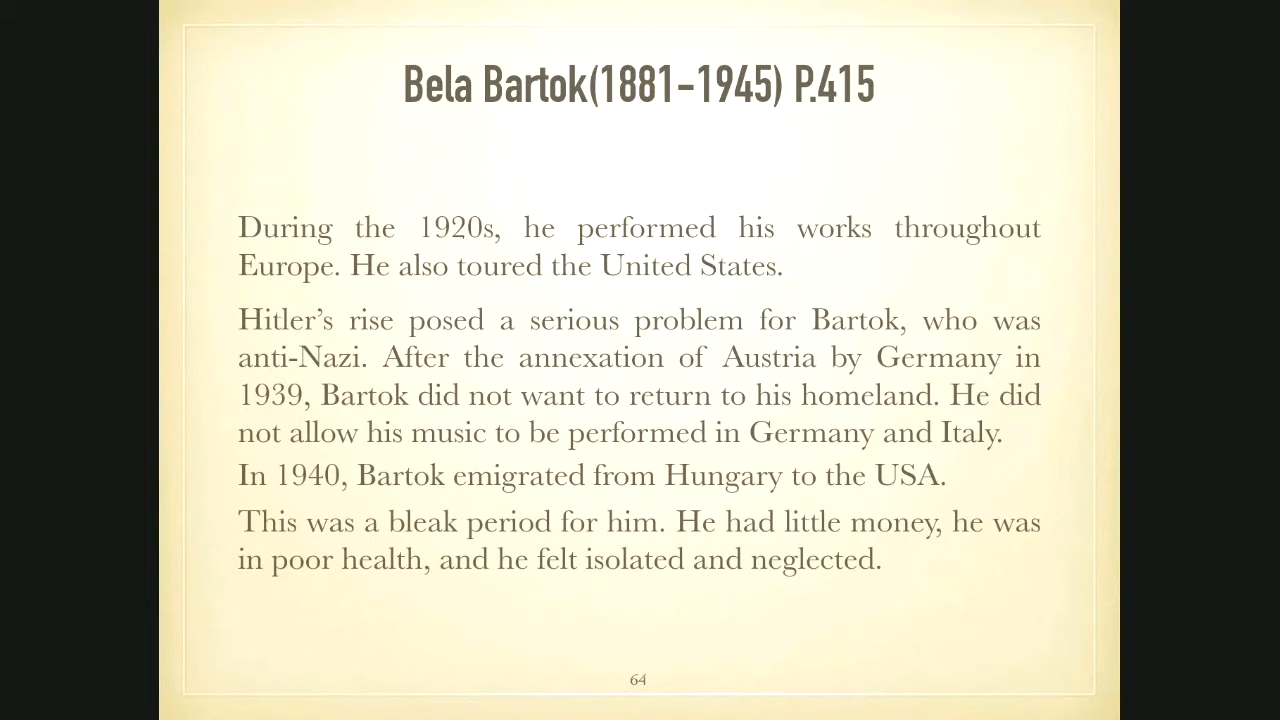 Bela Bartok(1881-1945) P.415
During the 1920s, he performed his works throughout
Europe. He also toured the United States.
Hitler’s rise posed a serious problem for Bartok, who was
anti-Nazi. After the annexation of Austria by Germany in
1939, Bartok did not want to return to his homeland. He did
not allow his music to be performed in Germany and Italy.
In 1940, Bartok emigrated from Hungary to the USA.
This was a bleak period for him. He had little money, he was
in poor health, and he felt isolated and neglected.
64